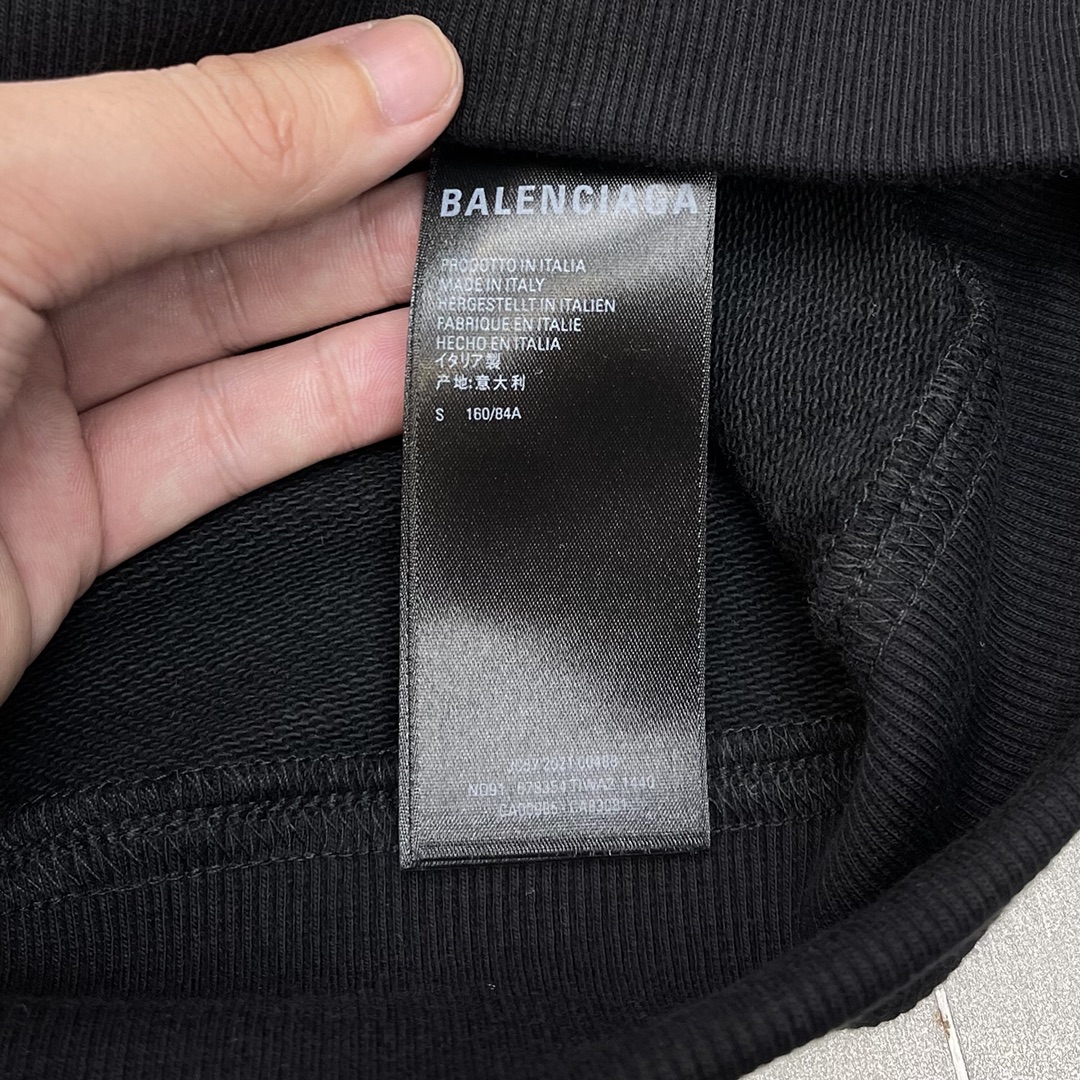 BALENCIAGA
PRODOTTO IN ITALIA
MADE IN ITALY
HERGESTELLT IN ITALIEN
FABRIQUE EN ITALIE
HECHO EN ITALIA
イタリア製
产地:意大利
S 160/84A
1440